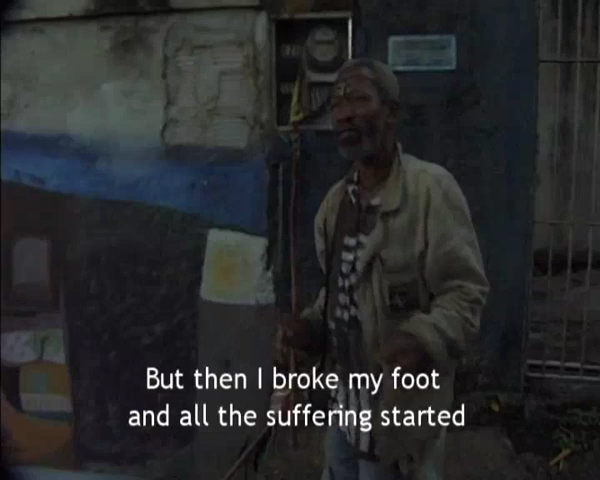 But then I broke my foot
and all the suffering started